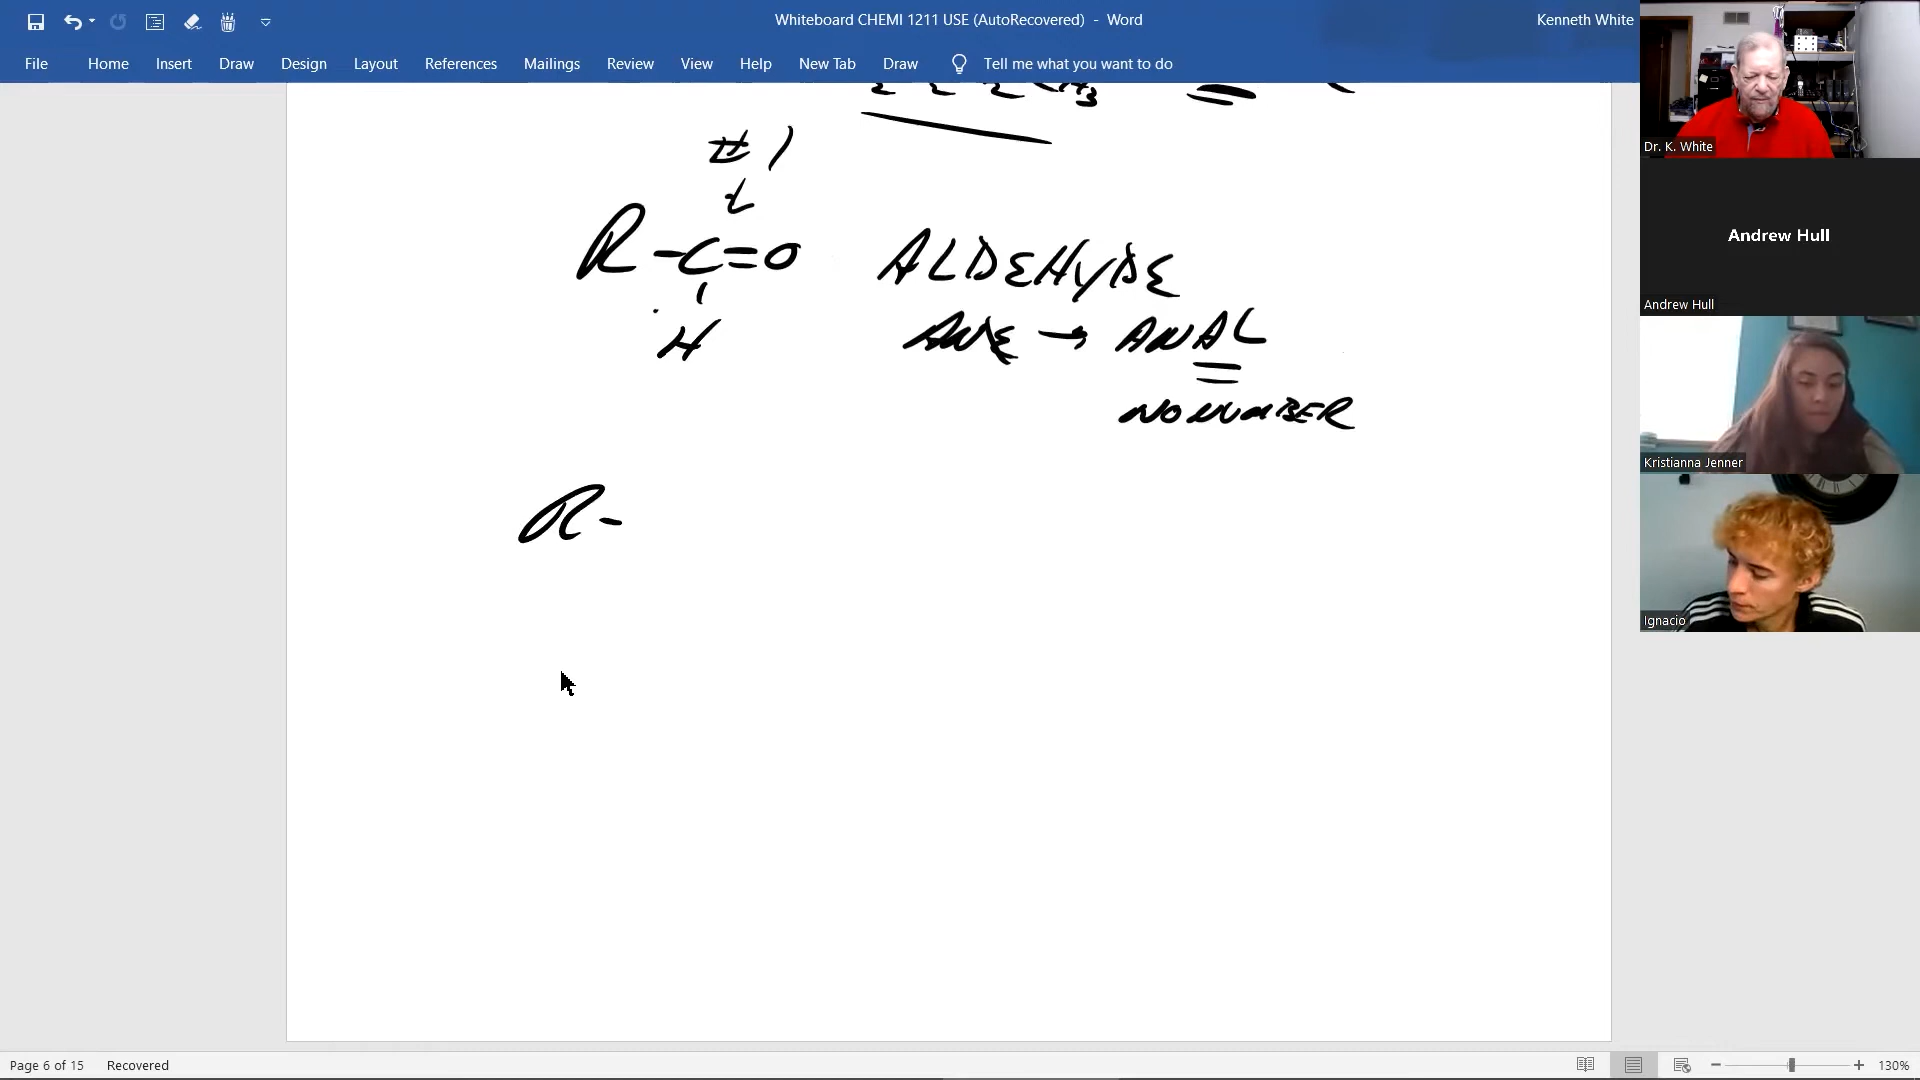 Whiteboard CHEMI 1211 USE (AutoRecovered) - Word
Kenneth White
File Home Insert Draw Design Layout References Mailings Review View Help New Tab Draw Tell me what you want to do
# 1
R-C=O
H
ALDEHYDE
ANE → ANAL
NO NUMBER
R-
Dr. K. White
Andrew Hull
Andrew Hull
Kristianna Jenner
Ignacio
Page 6 of 15 Recovered
130%